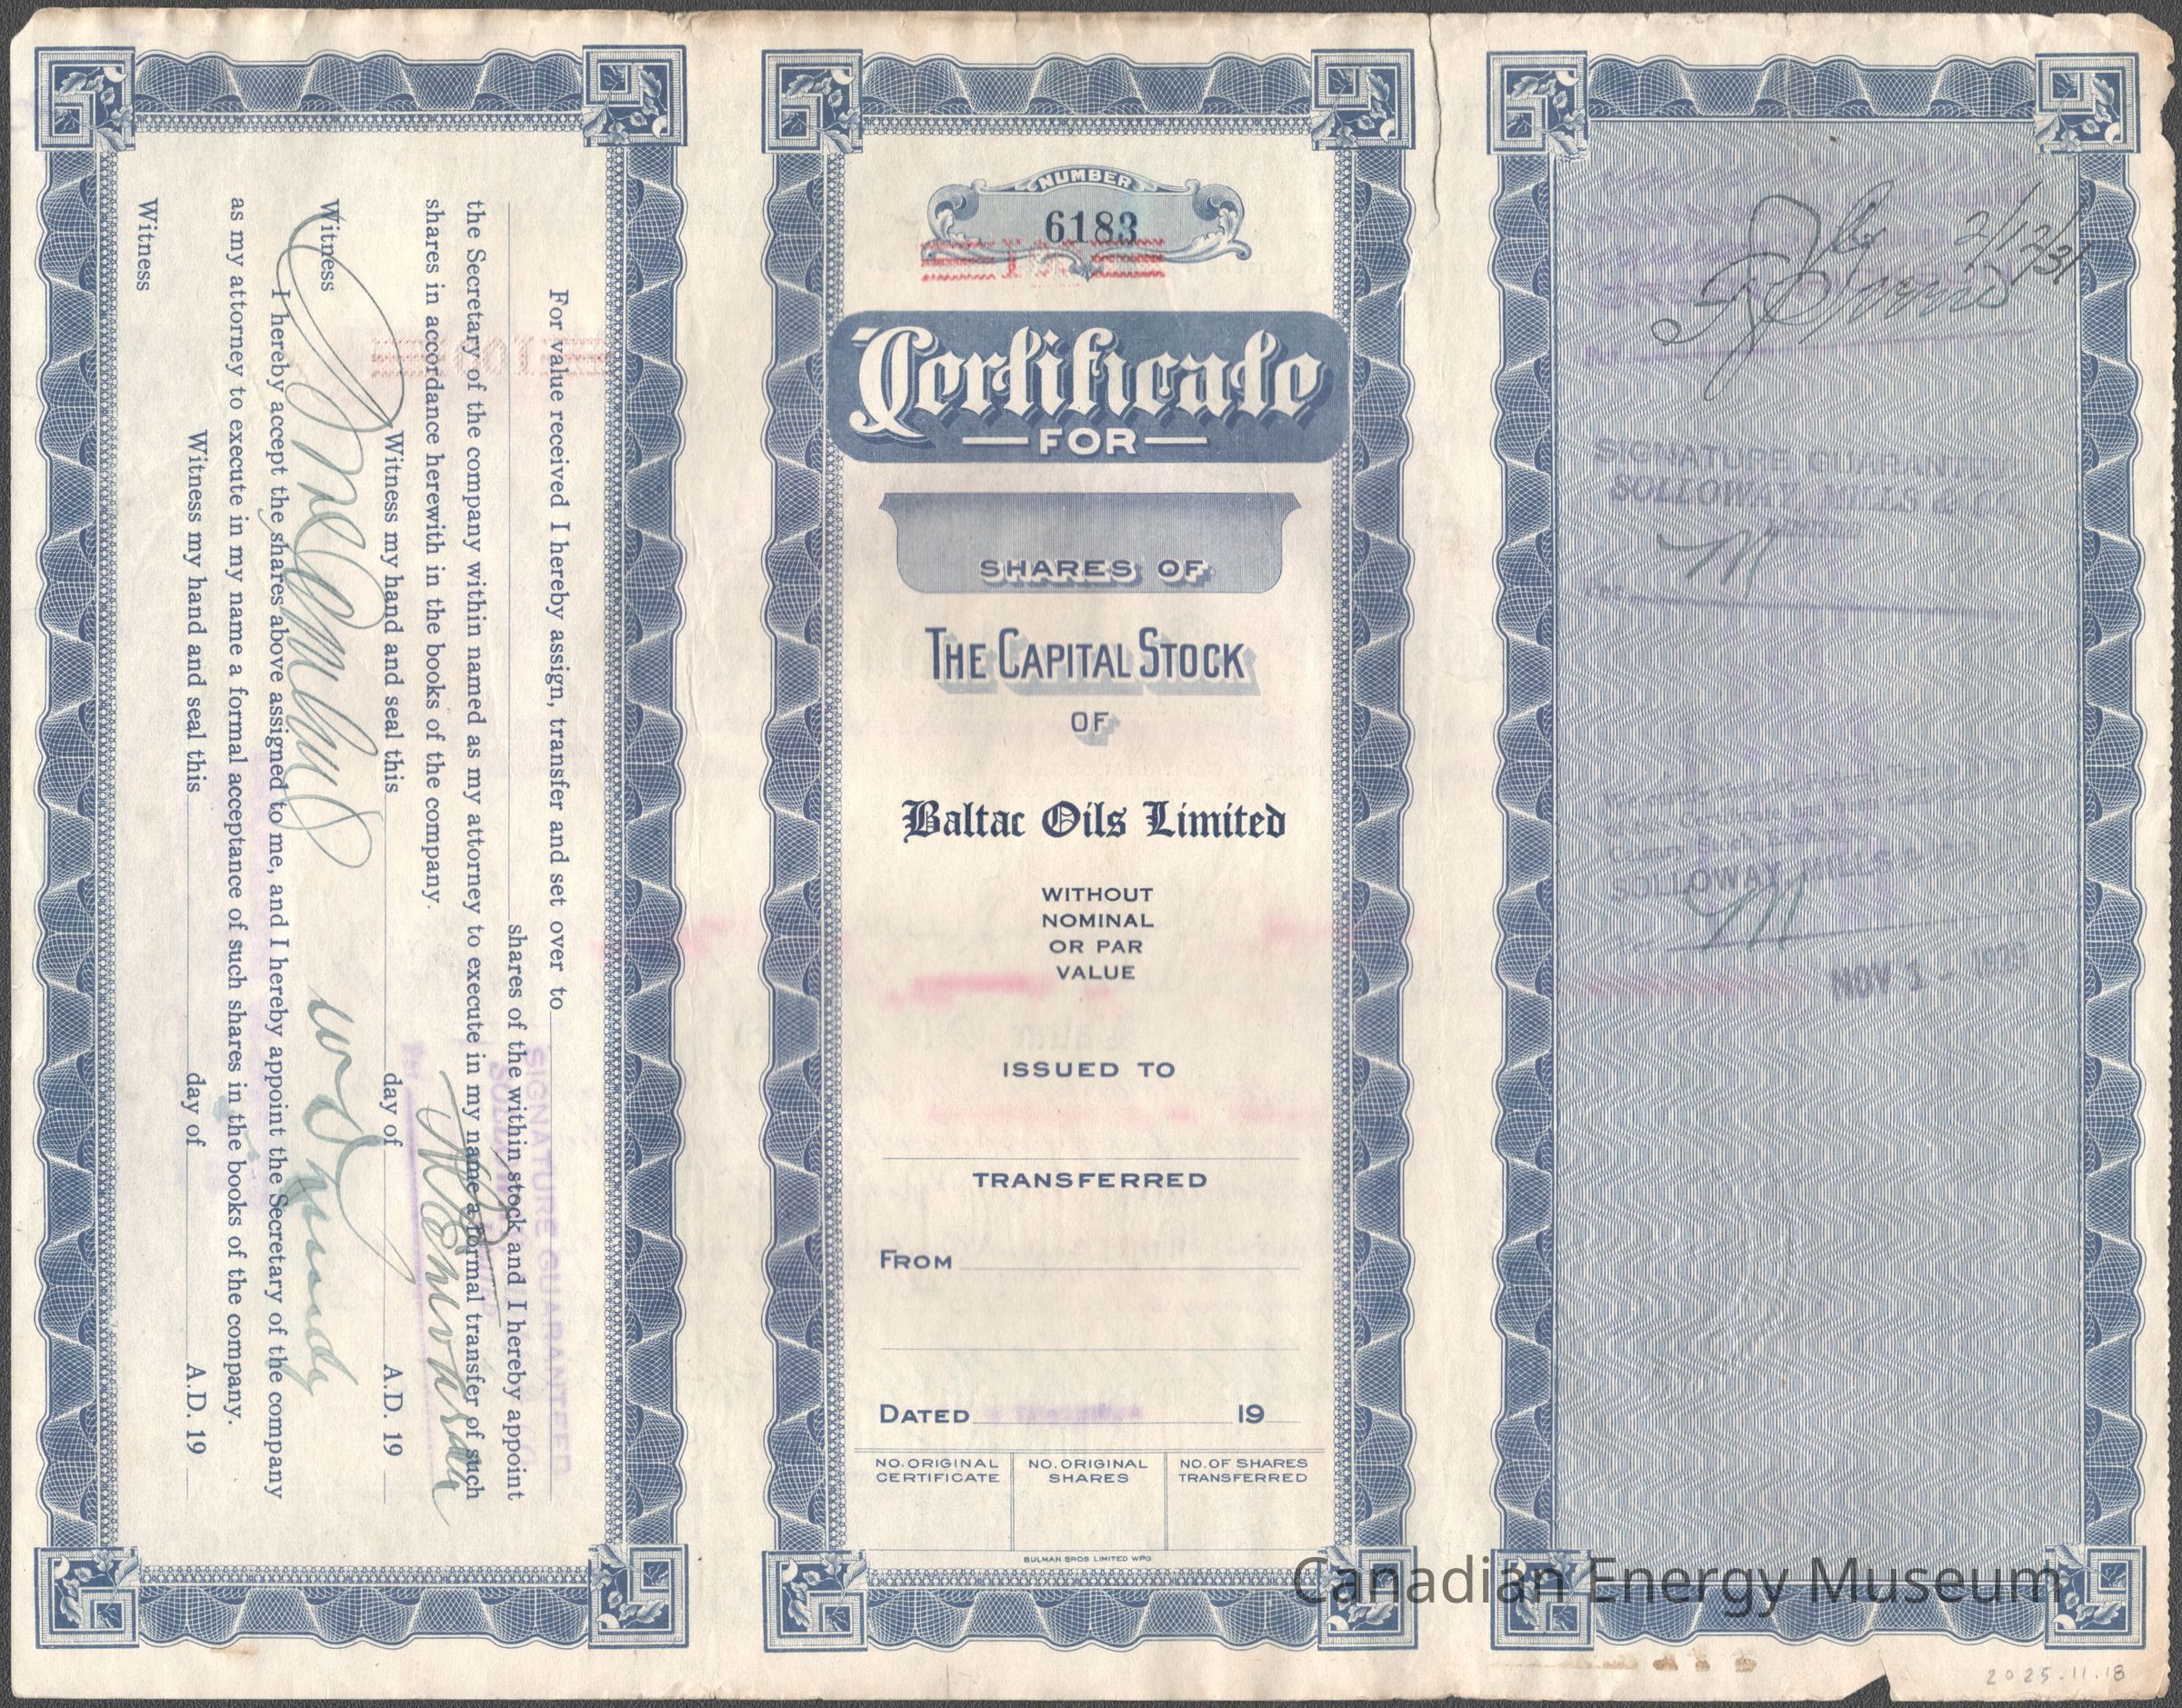 For value received I hereby assign, transfer and set over to
shares of the within stock and I hereby appoint
the Secretary of the company within named as my attorney to execute in my name a formal transfer of such
shares in accordance herewith in the books of the company.
Witness my hand and seal this day of A.D. 19
Witness
I hereby accept the shares above assigned to me, and I hereby appoint the Secretary of the company
as my attorney to execute in my name a formal acceptance of such shares in the books of the company.
Witness my hand and seal this day of A.D. 19
Witness
SIGNATURE GUARANTEED
100
NUMBER
6183
Certificate
FOR
SHARES OF
THE CAPITAL STOCK
OF
Baltac Oils Limited
WITHOUT
NOMINAL
OR PAR
VALUE
ISSUED TO
TRANSFERRED
FROM
DATED 19
NO. ORIGINAL CERTIFICATE
NO. ORIGINAL SHARES
NO. OF SHARES TRANSFERRED
BULMAN BROS LIMITED WPG
2/12/31
SIGNATURE GUARANTEED
SOLLOWAY, MILLS & CO
Calgary Stock Exchange
SOLLOWAY, MILLS
NOV 1
Canadian Energy Museum
2025.11.18